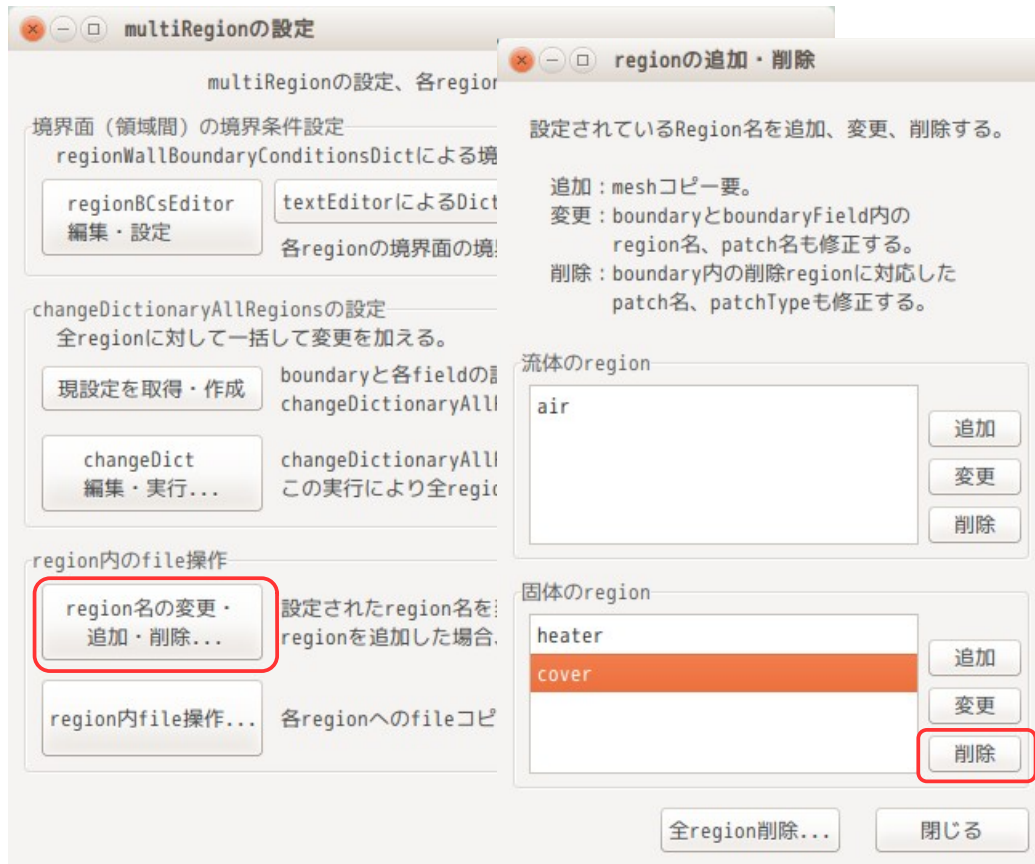 multiRegionの設定
multiRegionの設定、各region
境界面（領域間）の境界条件設定
regionWallBoundaryConditionsDictによる境
regionBCsEditor
編集・設定
textEditorによるDict
各regionの境界面の境
changeDictionaryAllRegionsの設定
全regionに対して一括して変更を加える。
現設定を取得・作成
boundaryと各fieldの
changeDictionaryAll
changeDict
編集・実行...
changeDictionaryAll
この実行により全regio
region内のfile操作
region名の変更・
追加・削除...
設定されたregion名を
regionを追加した場合、
region内file操作...
各regionへのfileコピ
regionの追加・削除
設定されているRegion名を追加、変更、削除する。
追加：meshコピー要。
変更：boundaryとboundaryField内の
region名、patch名も修正する。
削除：boundary内の削除regionに対応した
patch名、patchTypeも修正する。
流体のregion
air
追加
変更
削除
固体のregion
heater
cover
追加
変更
削除
全region削除...
閉じる